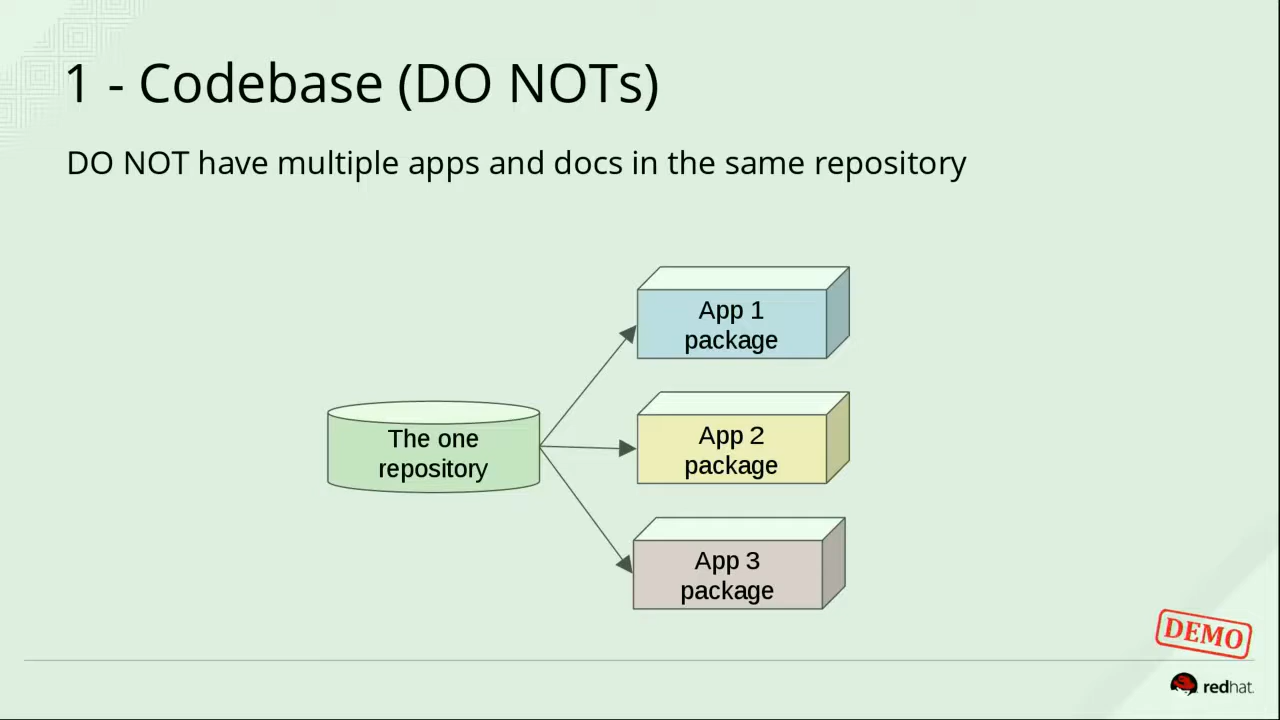 1 - Codebase (DO NOTs)
DO NOT have multiple apps and docs in the same repository
App 1
package
The one
repository
App 2
package
App 3
package
DEMO
redhat.